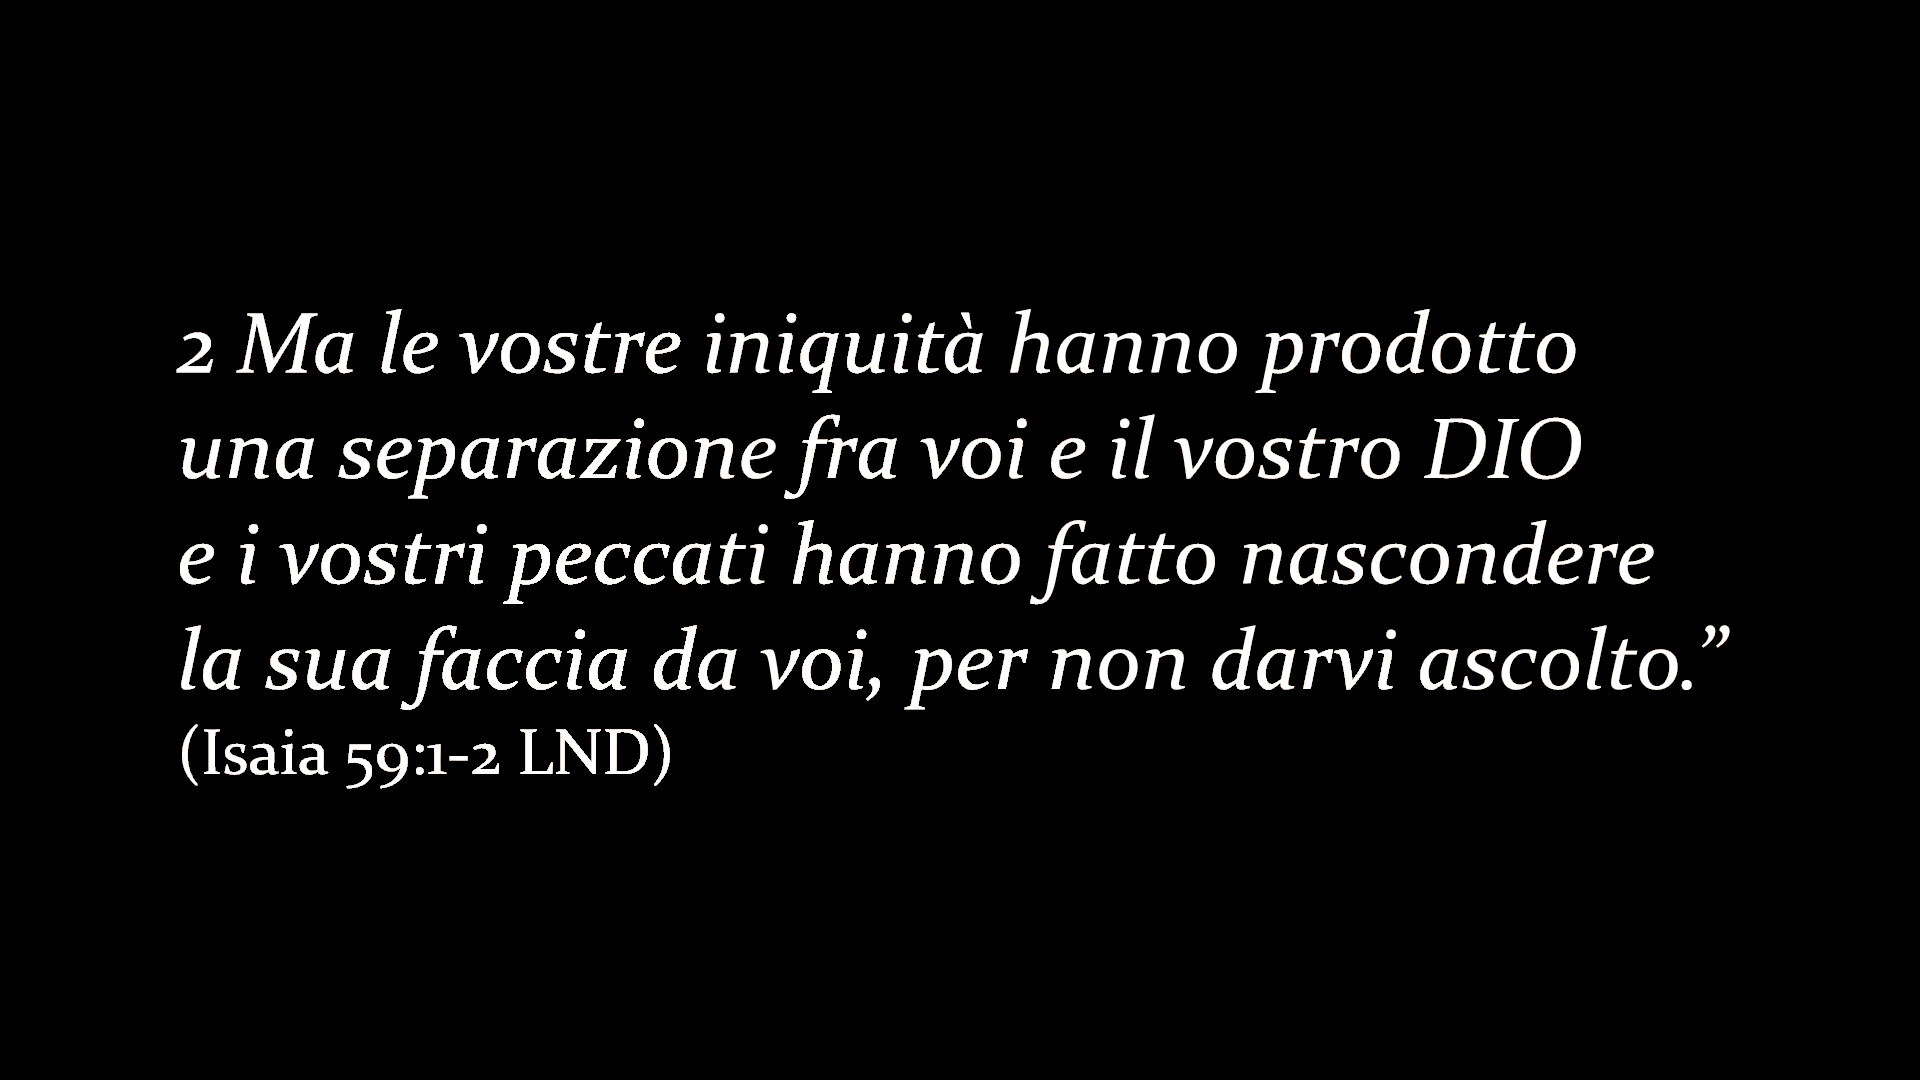 2 Ma le vostre iniquità hanno prodotto
una separazione fra voi e il vostro DIO
e i vostri peccati hanno fatto nascondere
la sua faccia da voi, per non darvi ascolto.”
(Isaia 59:1-2 LND)